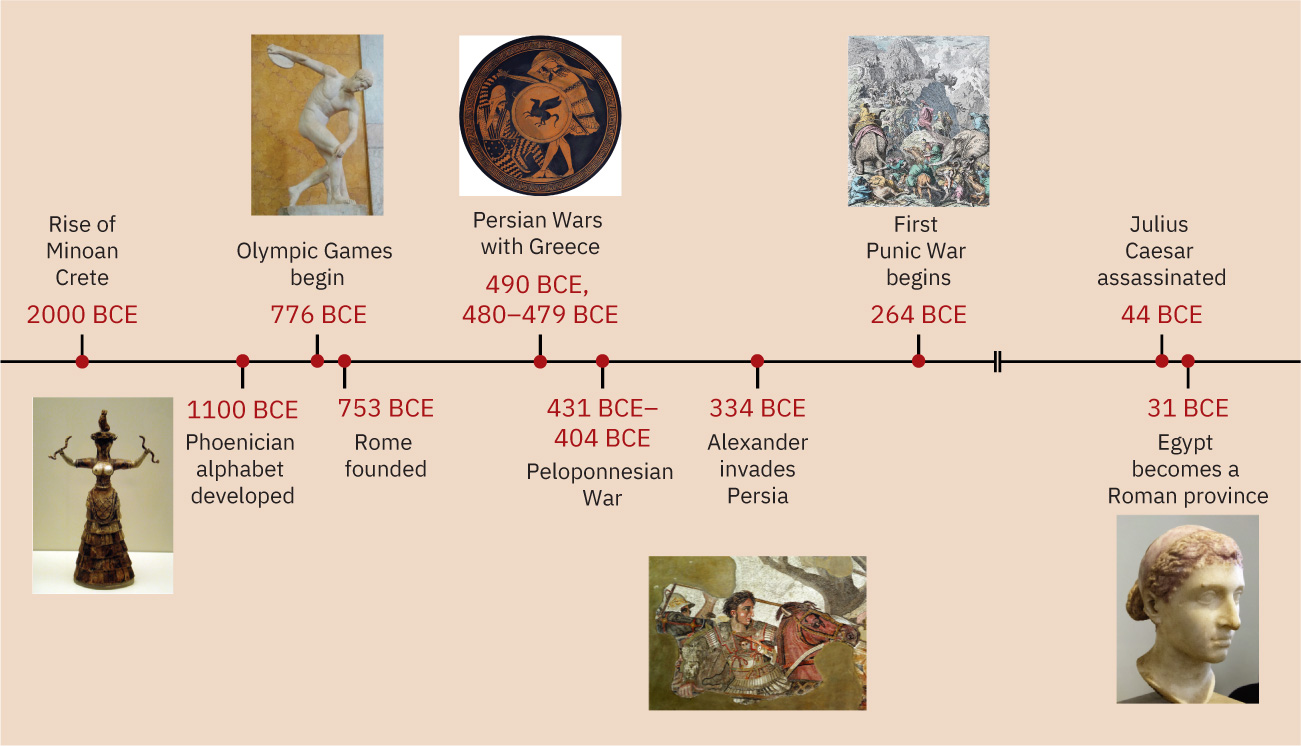 Rise of
Minoan
Crete
2000 BCE
1100 BCE
Phoenician
alphabet
developed
Olympic Games
begin
776 BCE
753 BCE
Rome
founded
Persian Wars
with Greece
490 BCE,
480–479 BCE
431 BCE–
404 BCE
Peloponnesian
War
334 BCE
Alexander
invades
Persia
First
Punic War
begins
264 BCE
Julius
Caesar
assassinated
44 BCE
31 BCE
Egypt
becomes a
Roman province